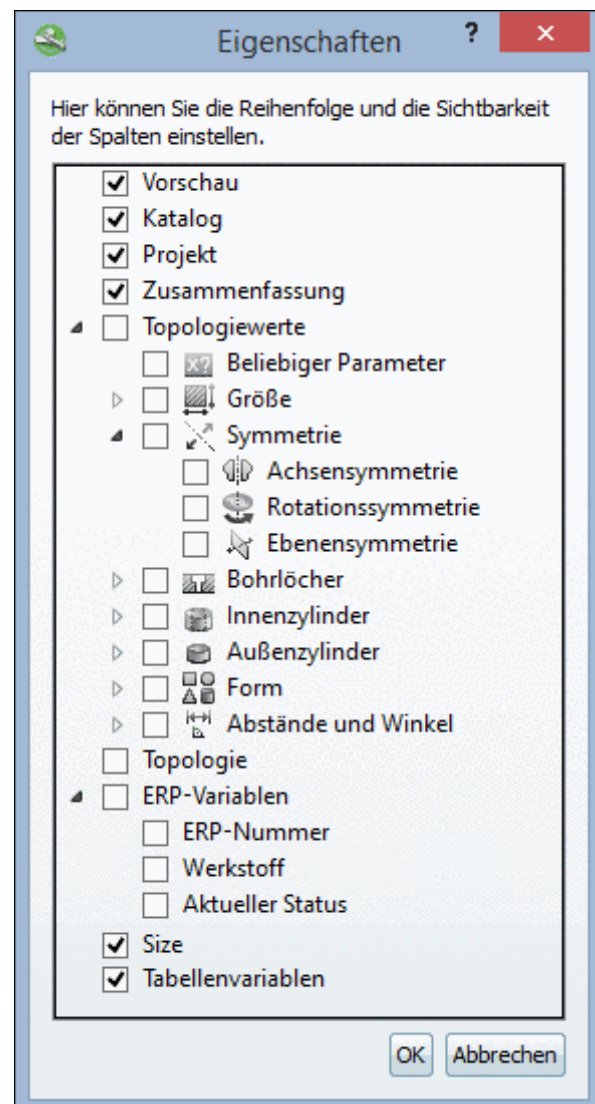 Eigenschaften
?
×
Hier können Sie die Reihenfolge und die Sichtbarkeit
der Spalten einstellen.
Vorschau
Katalog
Projekt
Zusammenfassung
Topologiewerte
x? Beliebiger Parameter
Größe
Symmetrie
Achsensymmetrie
Rotationssymmetrie
Ebenensymmetrie
Bohrlöcher
Innenzylinder
Außenzylinder
Form
Abstände und Winkel
Topologie
ERP-Variablen
ERP-Nummer
Werkstoff
Aktueller Status
Size
Tabellenvariablen
OK Abbrechen